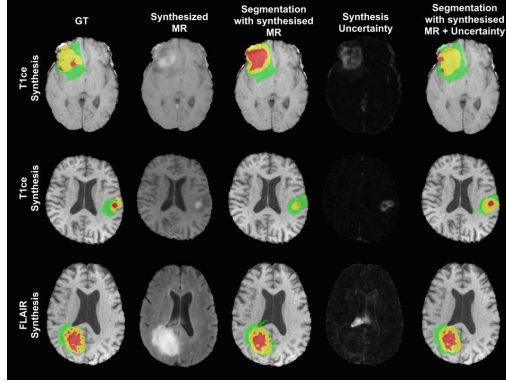 GT
Synthesized
MR
Segmentation
with synthesised
MR
Synthesis
Uncertainty
Segmentation
with synthesised
MR + Uncertainty
T1ce
Synthesis
T1ce
Synthesis
FLAIR
Synthesis